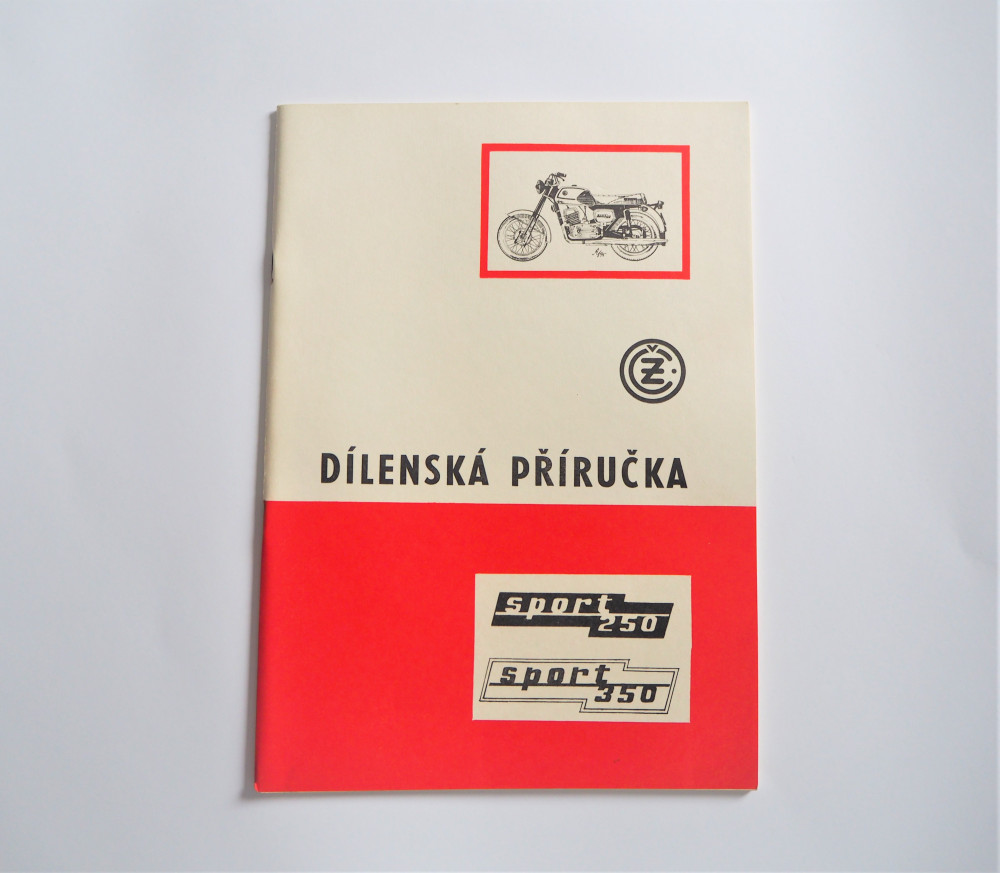 ČZ
DÍLENSKÁ PŘÍRUČKA
sport
250
sport
350